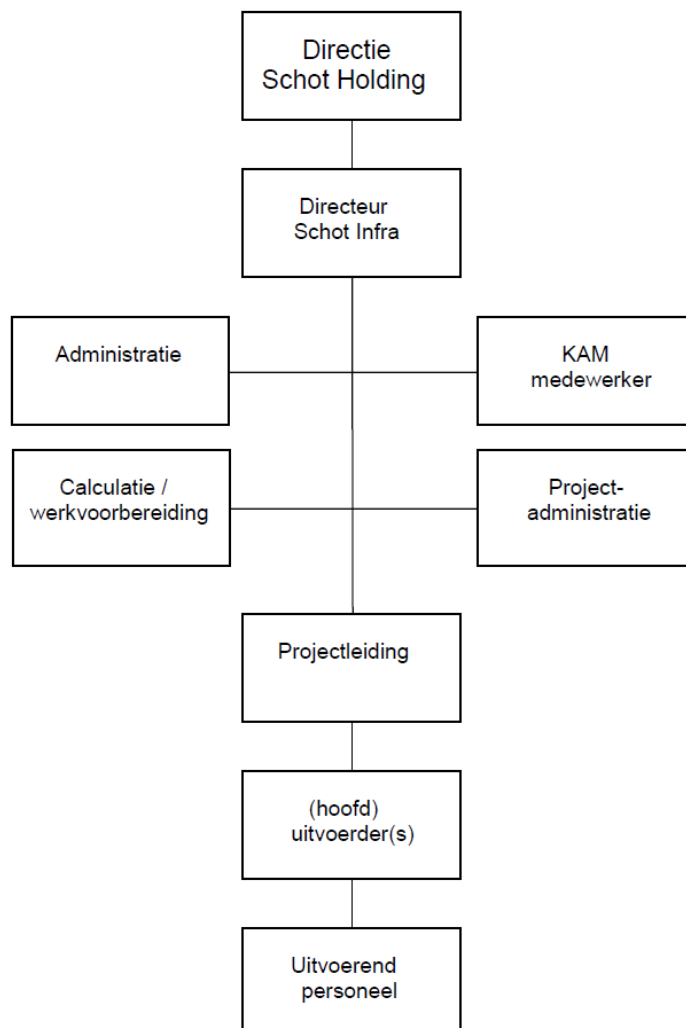 Directie
Schot Holding
Directeur
Schot Infra
Administratie
KAM
medewerker
Calculatie /
werkvoorbereiding
Project-
administratie
Projectleiding
(hoofd)
uitvoerder(s)
Uitvoerend
personeel